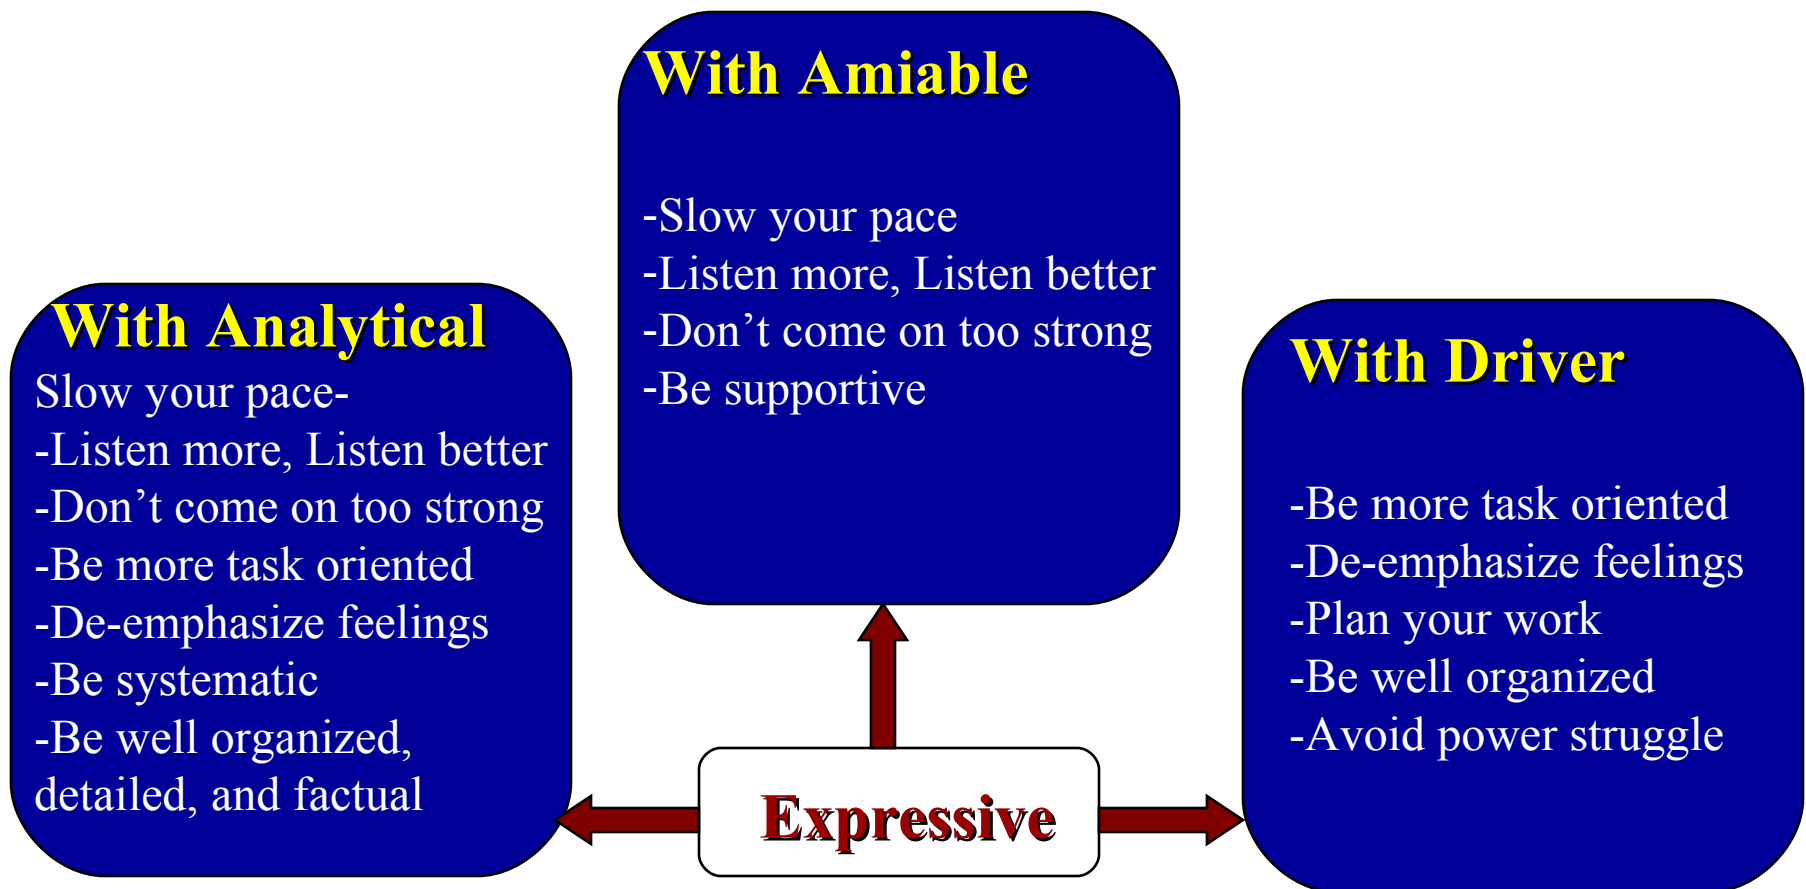 With Amiable
-Slow your pace
-Listen more, Listen better
-Don’t come on too strong
-Be supportive
With Analytical
Slow your pace-
-Listen more, Listen better
-Don’t come on too strong
-Be more task oriented
-De-emphasize feelings
-Be systematic
-Be well organized,
detailed, and factual
With Driver
-Be more task oriented
-De-emphasize feelings
-Plan your work
-Be well organized
-Avoid power struggle
Expressive